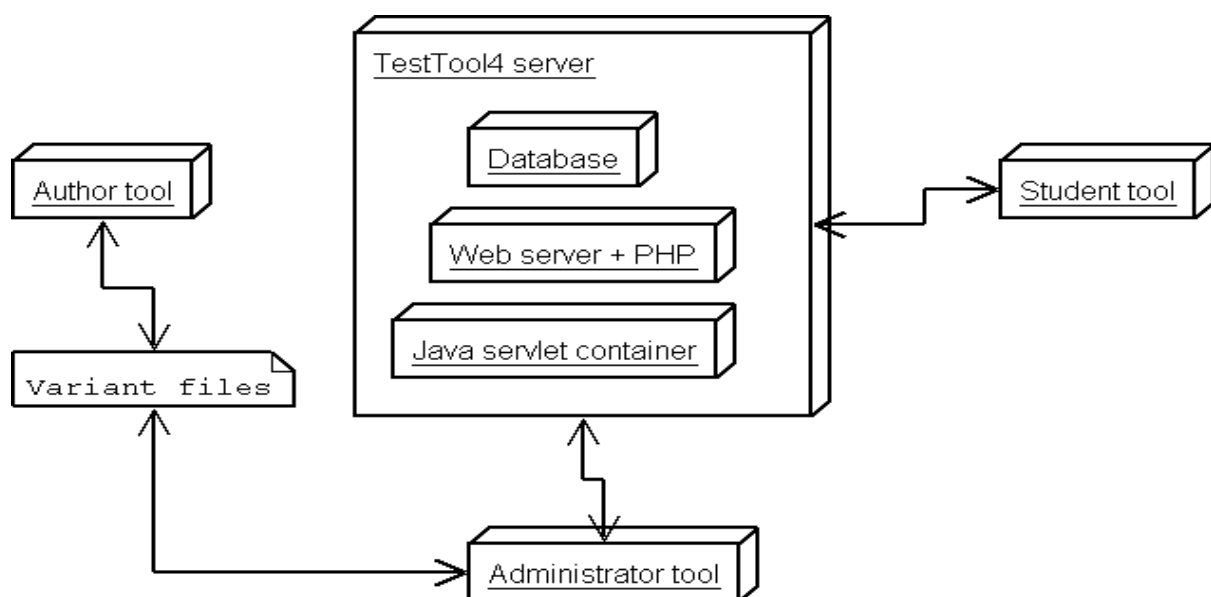 TestTool4 server
Database
Author tool
Student tool
Web server + PHP
Java servlet container
Variant files
Administrator tool